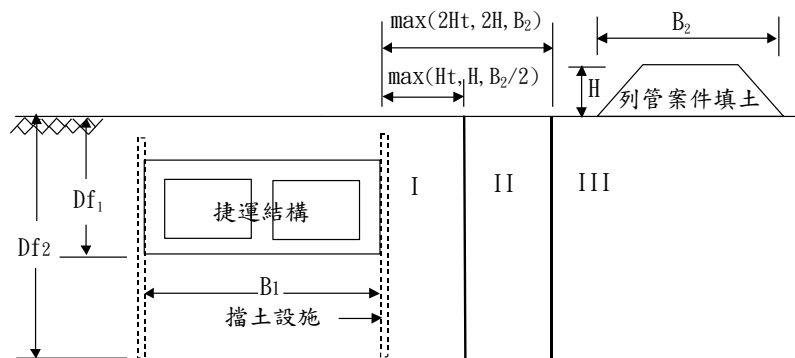 max(2Ht, 2H, B₂)
B₂
max(Ht, H, B₂/2)
H
列管案件填土
Df₁
I
II
III
捷運結構
Df2
B1
擋土設施